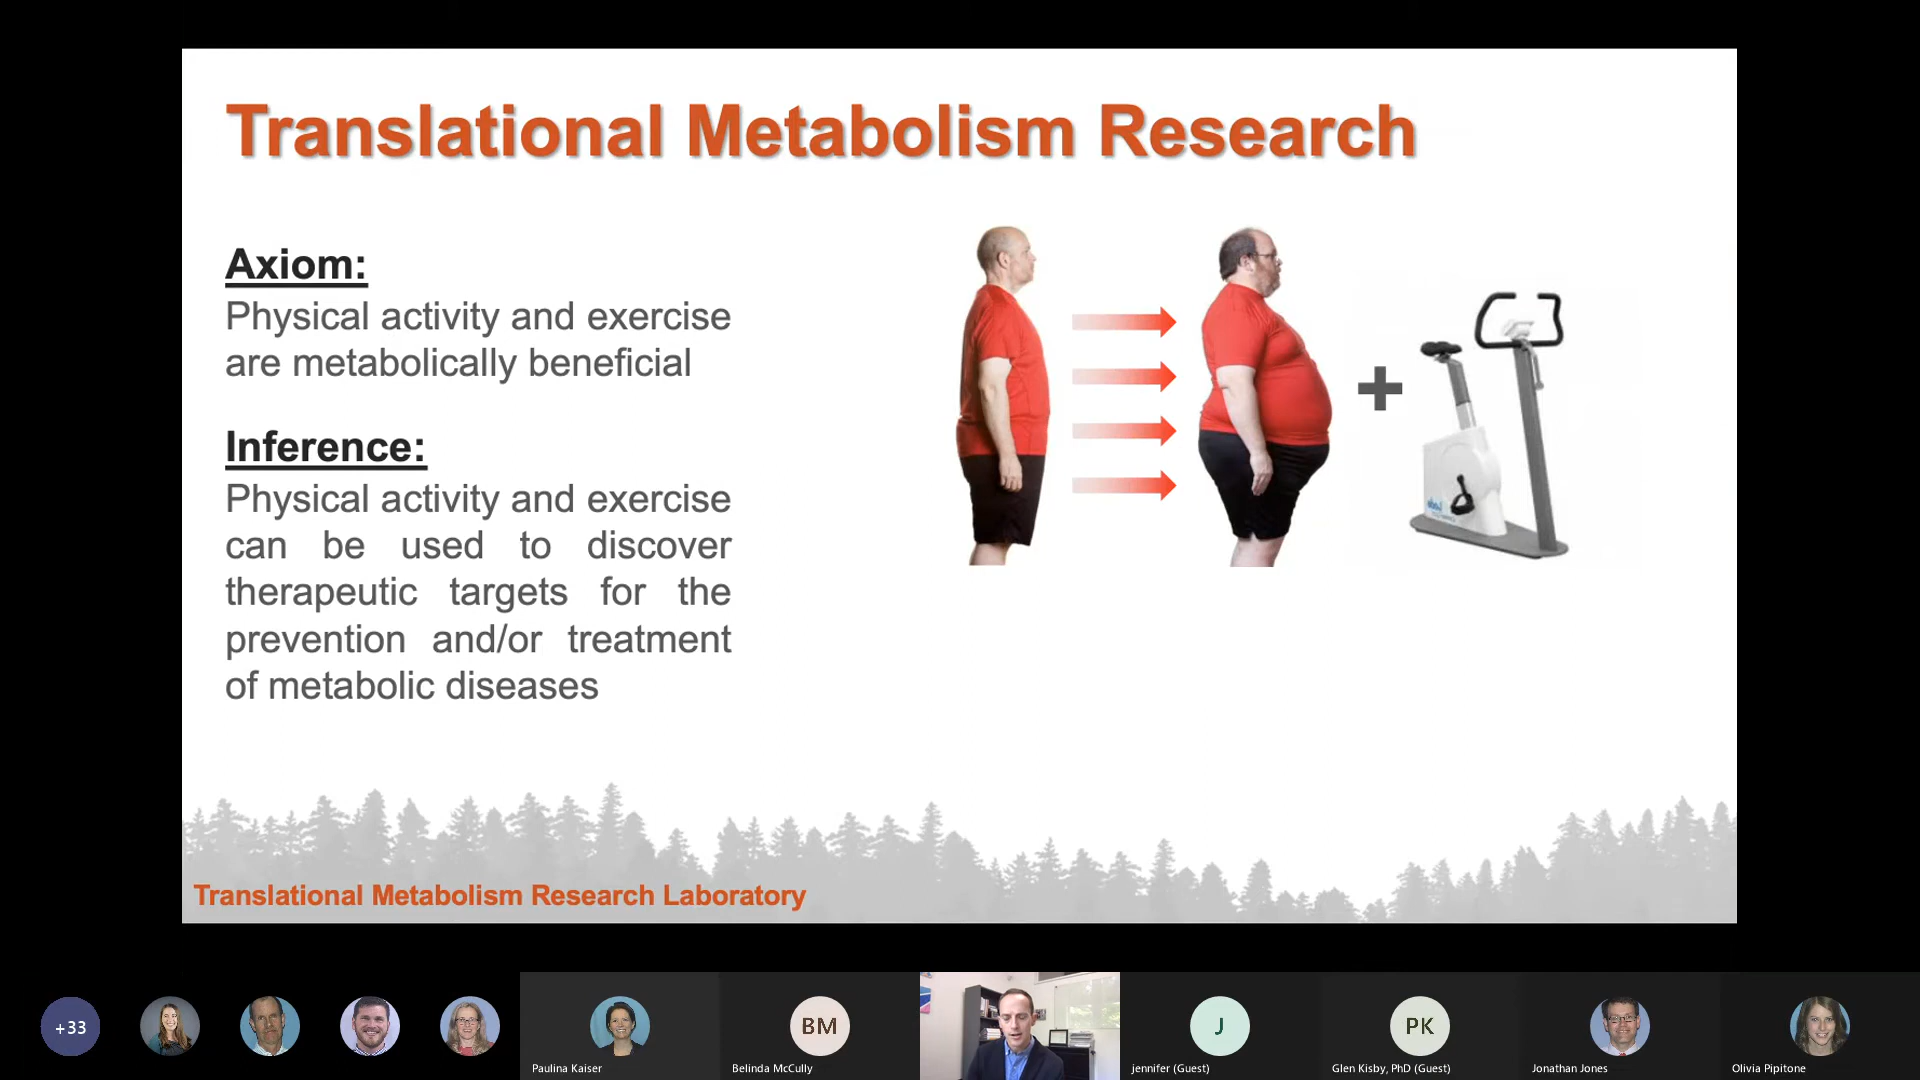 Translational Metabolism Research
Axiom:
Physical activity and exercise
are metabolically beneficial
Inference:
Physical activity and exercise
can be used to discover
therapeutic targets for the
prevention and/or treatment
of metabolic diseases
Translational Metabolism Research Laboratory
+33
BM
J
PK
Paulina Kaiser
Belinda McCully
jennifer (Guest)
Glen Kisby, PhD (Guest)
Jonathan Jones
Olivia Pipitone